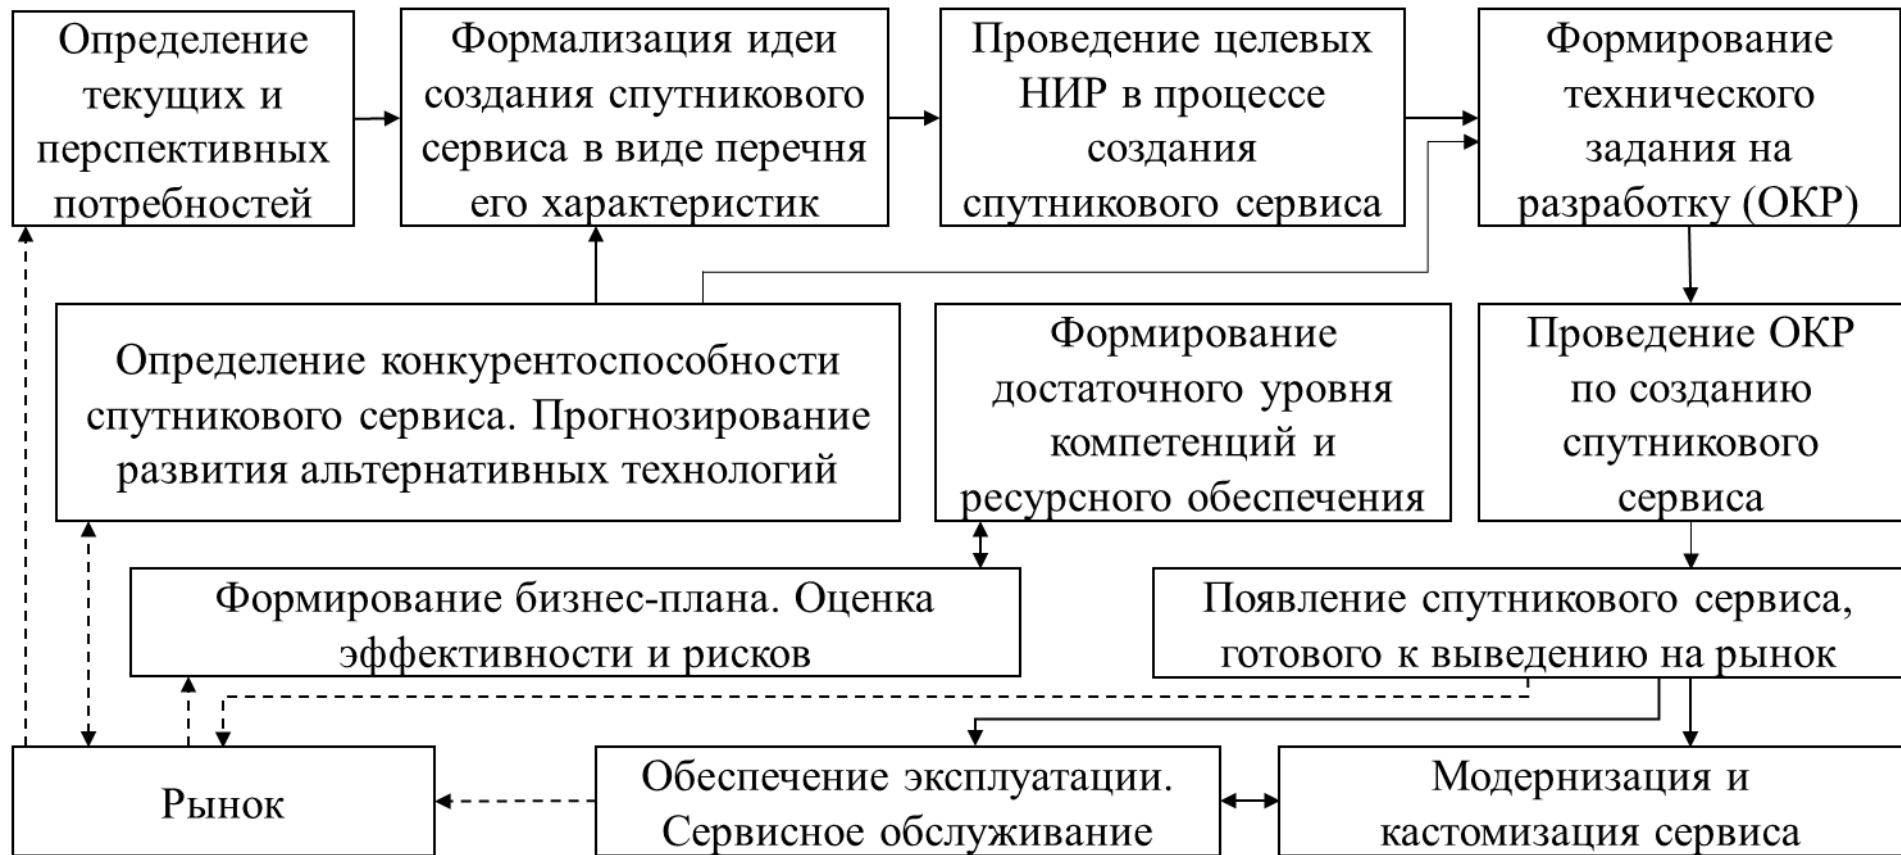 Определение
текущих и
перспективных
потребностей
Формализация идеи
создания спутникового
сервиса в виде перечня
его характеристик
Проведение целевых
НИР в процессе
создания
спутникового сервиса
Формирование
технического
задания на
разработку (ОКР)
Определение конкурентоспособности
спутникового сервиса. Прогнозирование
развития альтернативных технологий
Формирование
достаточного уровня
компетенций и
ресурсного обеспечения
Проведение ОКР
по созданию
спутникового
сервиса
Формирование бизнес-плана. Оценка
эффективности и рисков
Появление спутникового сервиса,
готового к выведению на рынок
Рынок
Обеспечение эксплуатации.
Сервисное обслуживание
Модернизация и
кастомизация сервиса